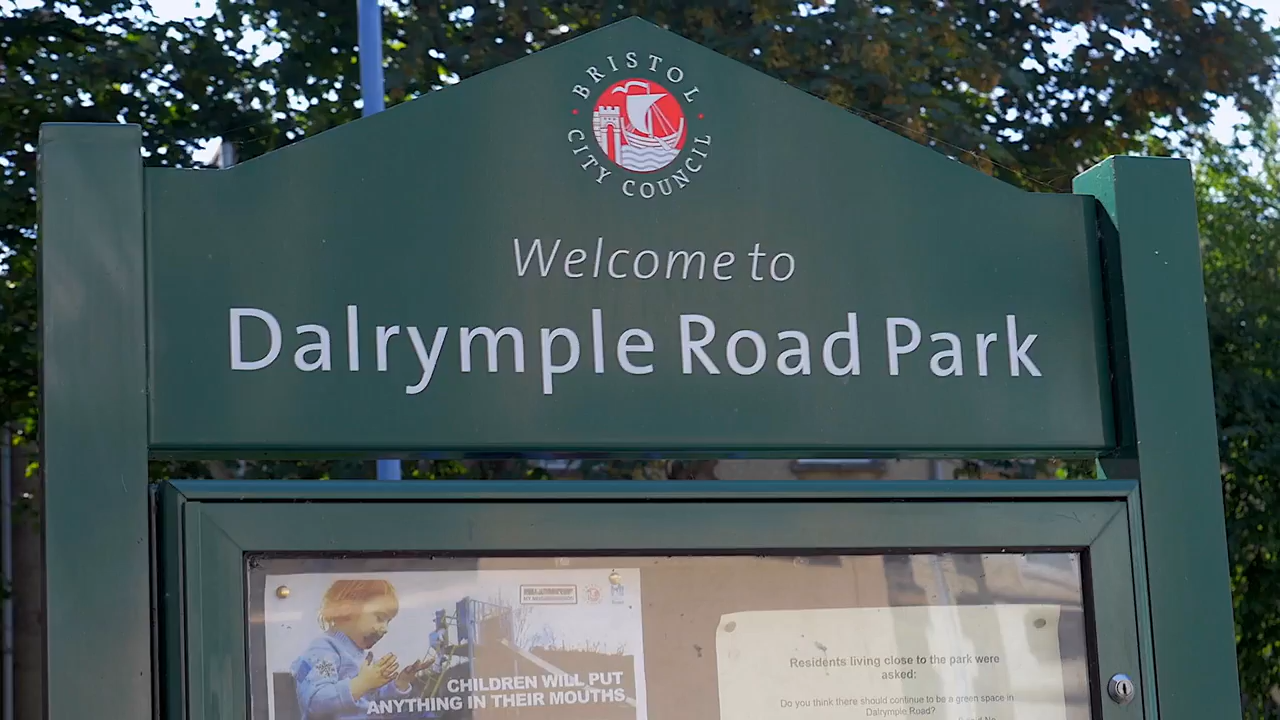 BRISTOL
CITY COUNCIL
Welcome to
Dalrymple Road Park
CHILDREN WILL PUT
ANYTHING IN THEIR MOUTHS
Residents living close to the park were
asked:
Do you think there should continue to be a green space in
Dalrymple Road?